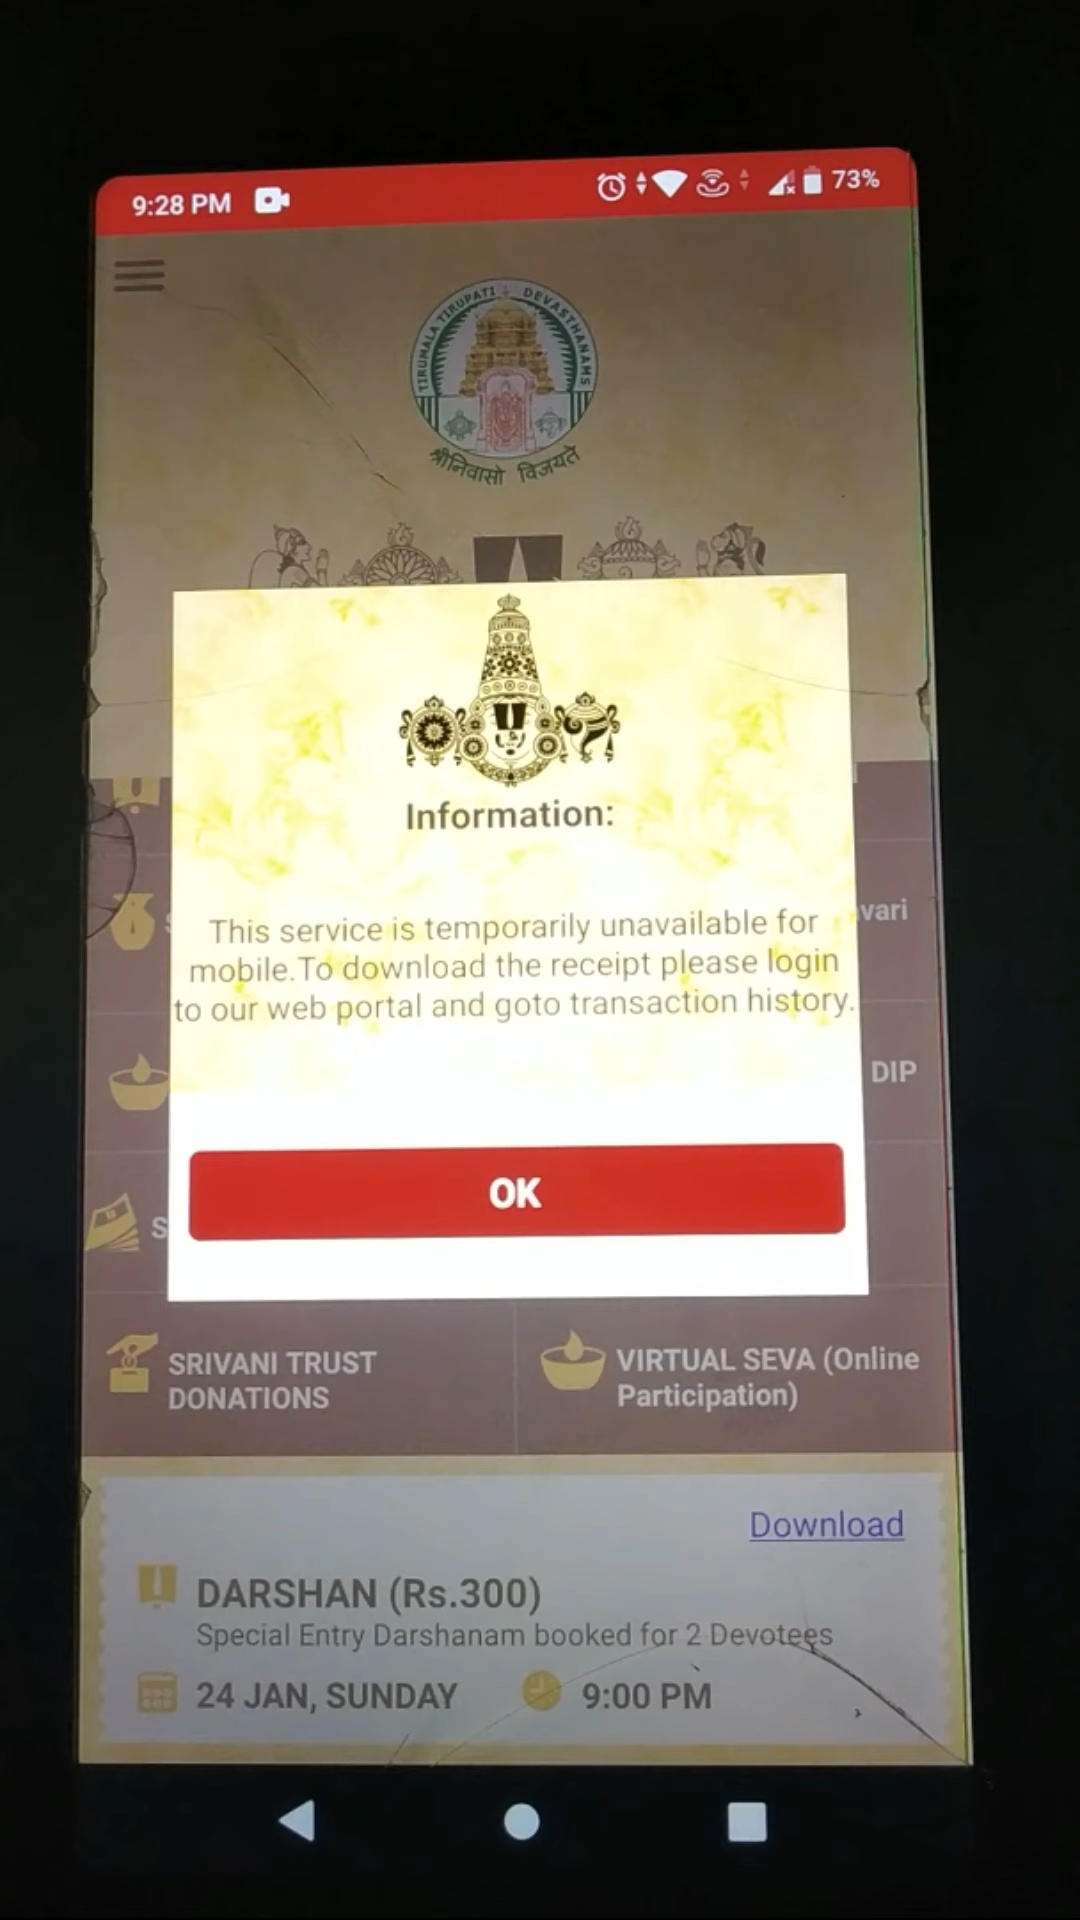 9:28 PM
73%
TIRUMALA TIRUPATI DEVASTHANAMS
श्रीनिवासो विजयते
Information:
This service is temporarily unavailable for
mobile.To download the receipt please login
to our web portal and goto transaction history.
vari
DIP
OK
S
SRIVANI TRUST
DONATIONS
VIRTUAL SEVA (Online
Participation)
Download
DARSHAN (Rs.300)
Special Entry Darshanam booked for 2 Devotees
24 JAN, SUNDAY
9:00 PM